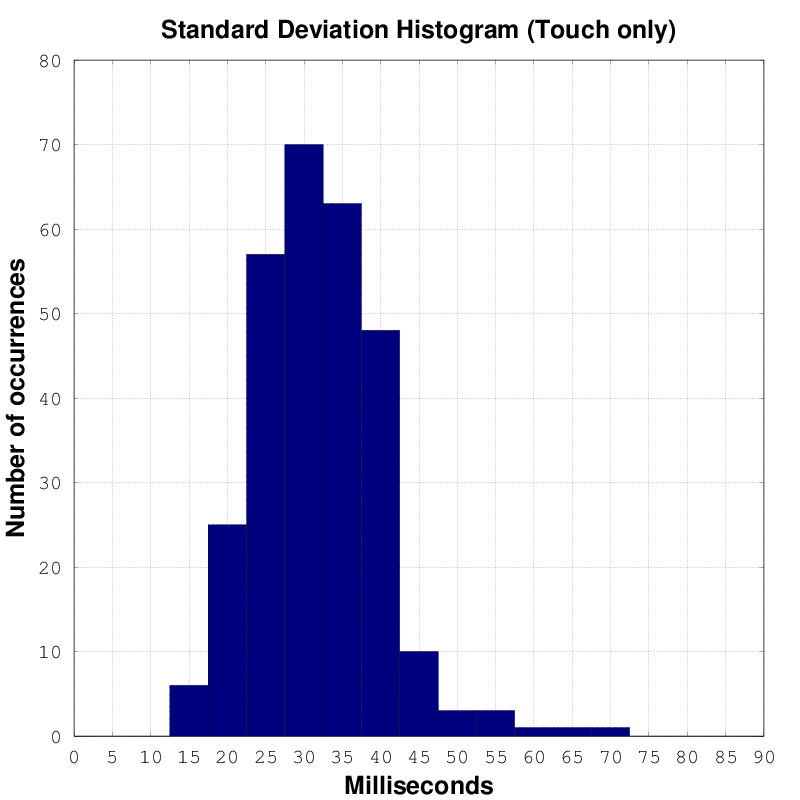 Standard Deviation Histogram (Touch only)
80
70
60
50
40
30
20
10
0
Number of occurrences
0 5 10 15 20 25 30 35 40 45 50 55 60 65 70 75 80 85 90
Milliseconds